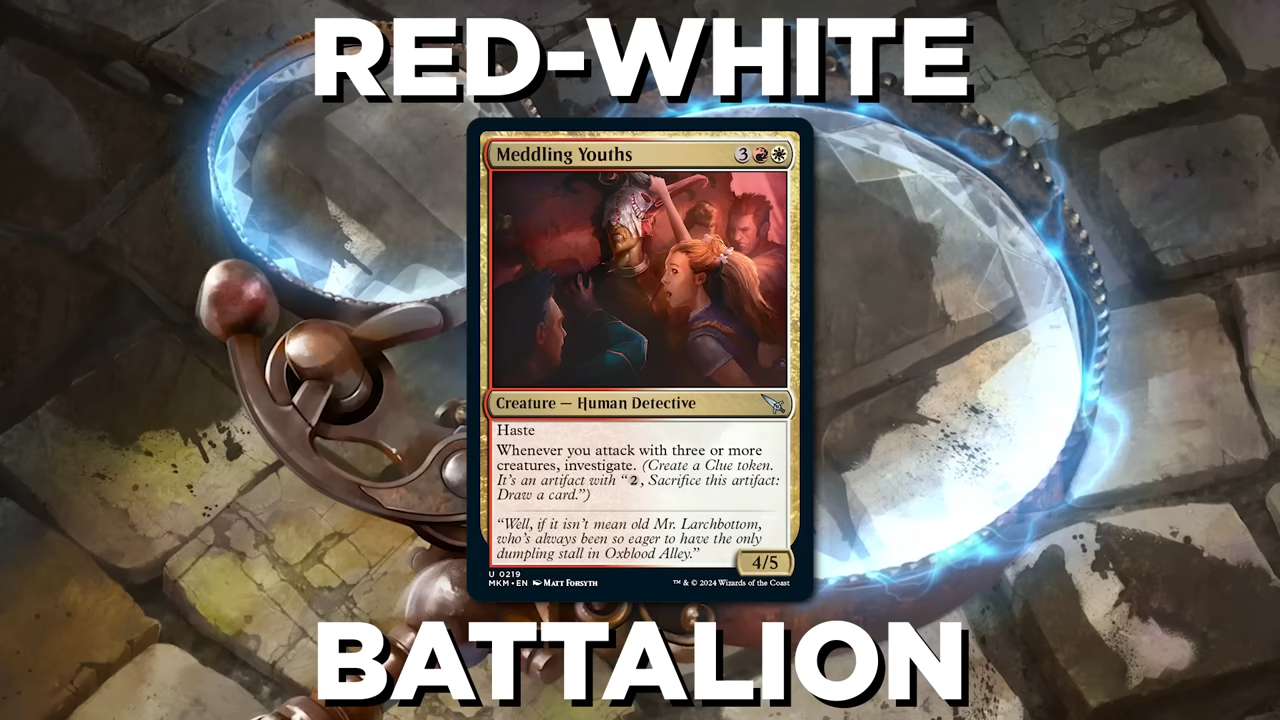 RED-WHITE
Meddling Youths 3
Creature — Human Detective
Haste
Whenever you attack with three or more
creatures, investigate. (Create a Clue token.
It's an artifact with “2, Sacrifice this artifact:
Draw a card.”)
“Well, if it isn't mean old Mr. Larchbottom,
who's always been so eager to have the only
dumpling stall in Oxblood Alley.”
4/5
U 0219
MKM • EN Matt Forsyth ™ & © 2024 Wizards of the Coast
BATTALION